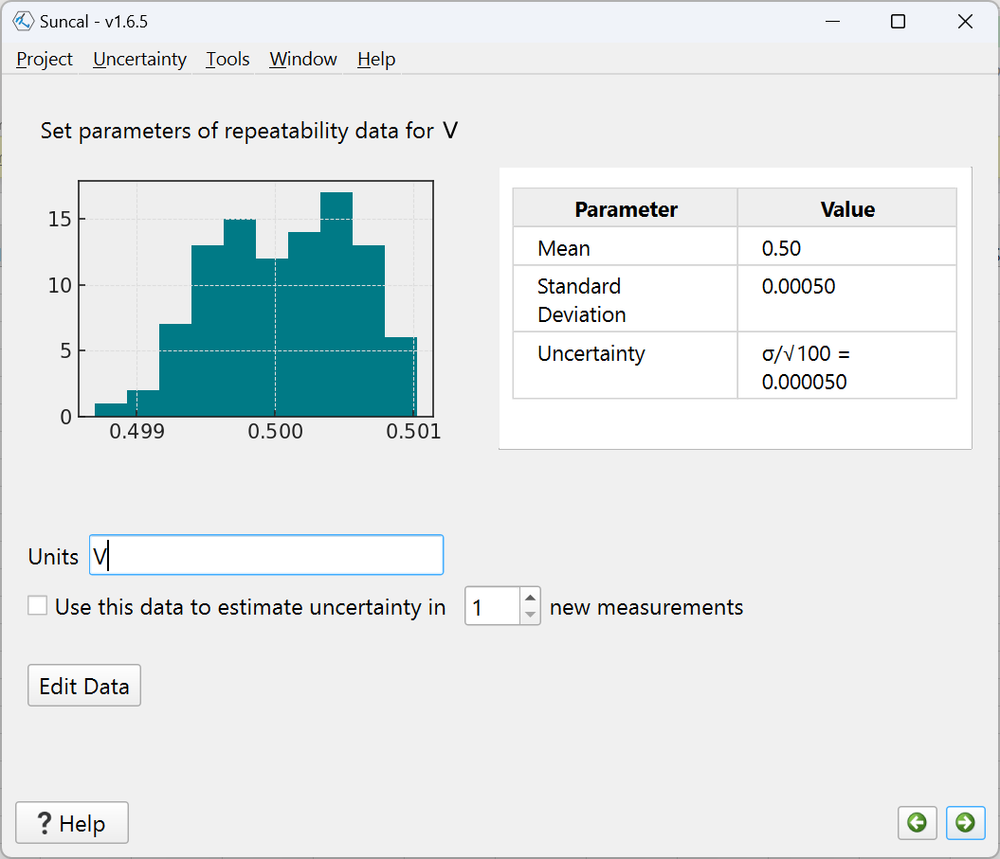 Suncal - v1.6.5
Project Uncertainty Tools Window Help
Set parameters of repeatability data for V
15
10
5
0
0.499 0.500 0.501
Parameter Value
Mean 0.50
Standard Deviation 0.00050
Uncertainty σ/√100 = 0.000050
Units V
Use this data to estimate uncertainty in 1 new measurements
Edit Data
? Help